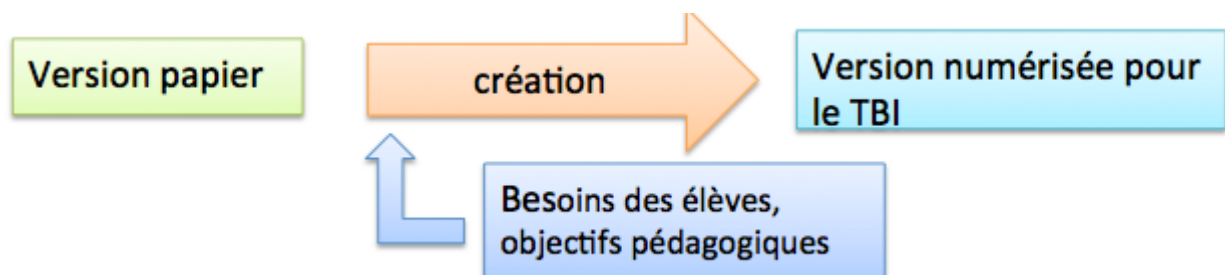 Version papier
création
Version numérisée pour
le TBI
Besoins des élèves,
objectifs pédagogiques